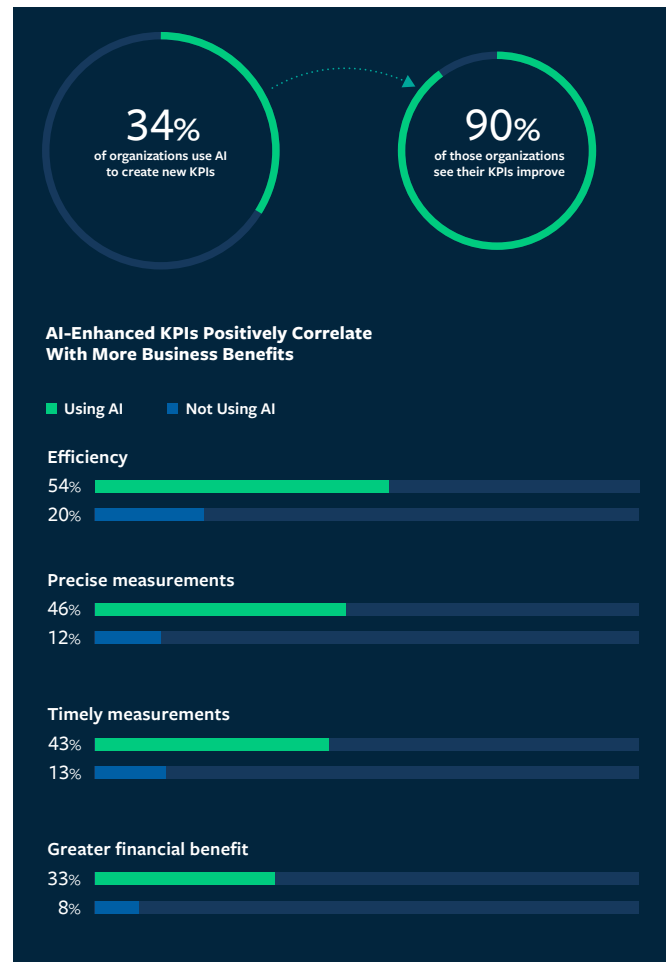 34%
of organizations use AI
to create new KPIs
90%
of those organizations
see their KPIs improve
AI-Enhanced KPIs Positively Correlate
With More Business Benefits
Using AI
Not Using AI
Efficiency
54%
20%
Precise measurements
46%
12%
Timely measurements
43%
13%
Greater financial benefit
33%
8%